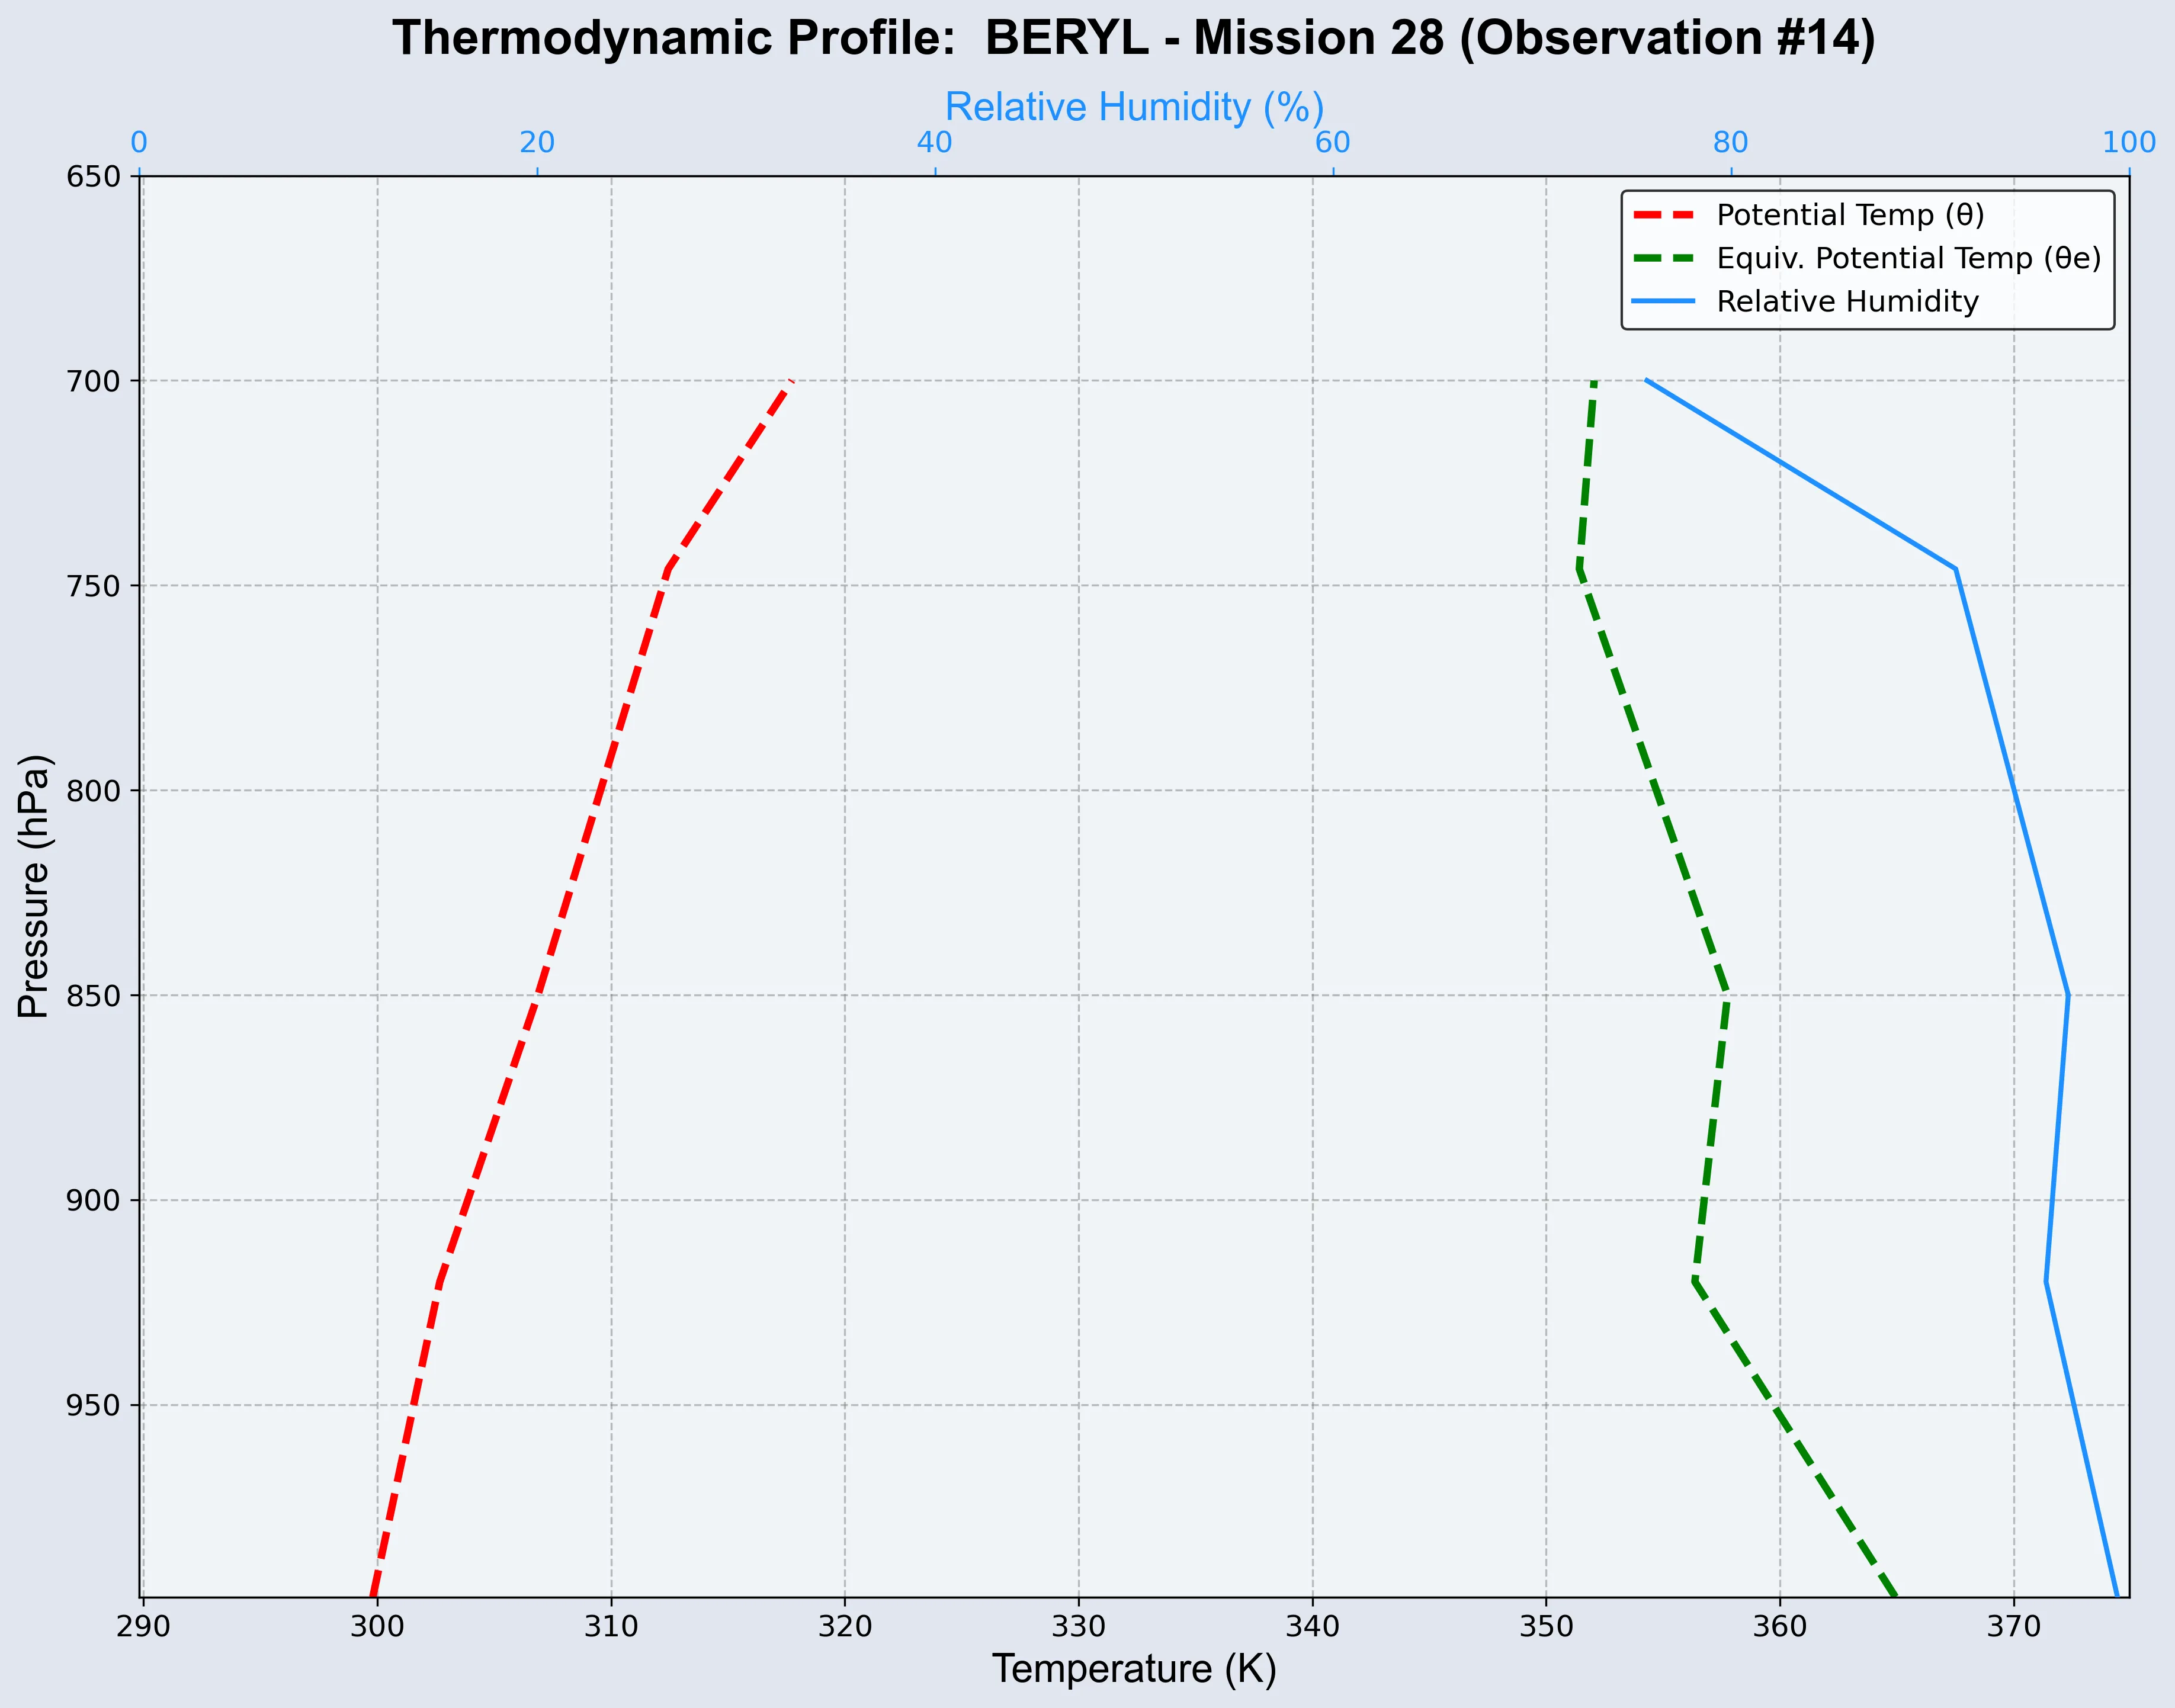 Thermodynamic Profile:  BERYL - Mission 28 (Observation #14)
Relative Humidity (%)
0 20 40 60 80 100
Potential Temp (θ)
Equiv. Potential Temp (θe)
Relative Humidity
Pressure (hPa)
650
700
750
800
850
900
950
290 300 310 320 330 340 350 360 370
Temperature (K)